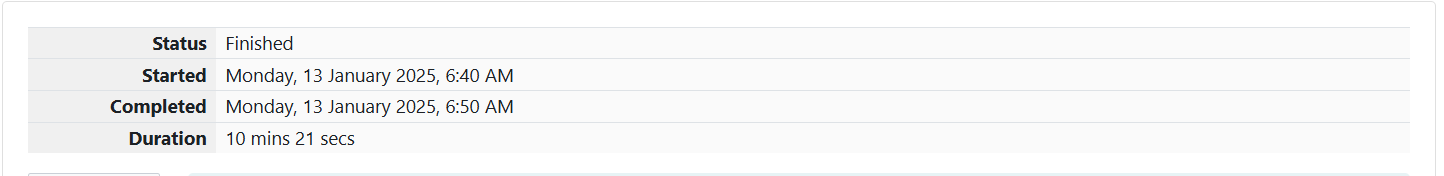 Status Finished
Started Monday, 13 January 2025, 6:40 AM
Completed Monday, 13 January 2025, 6:50 AM
Duration 10 mins 21 secs